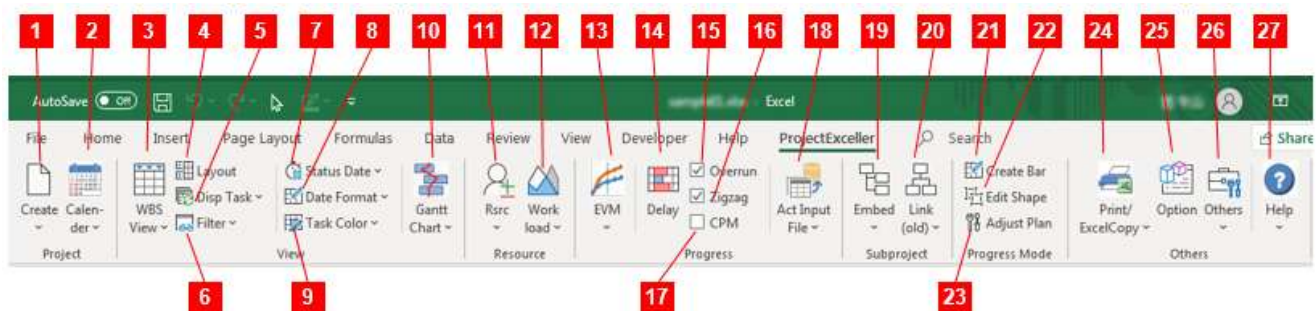 1 2 3 4 5 7 8 10 11 12 13 14 15 16 18 19 20 21 22 24 25 26 27
AutoSave Off Excel
File Home Insert Page Layout Formulas Data Review View Developer Help ProjectExceller Search Share
Layout Status Date Overrun Create Bar
Disp Task Date Format Zigzag Edit Shape
Create Calen- WBS Gantt Rsrc Work EVM Delay Act Input Embed Link Print/ Option Others Help
der View Filter Task Color Chart load CPM File (old) Adjust Plan ExcelCopy
Project View Resource Progress Subproject Progress Mode Others
6 9 17 23